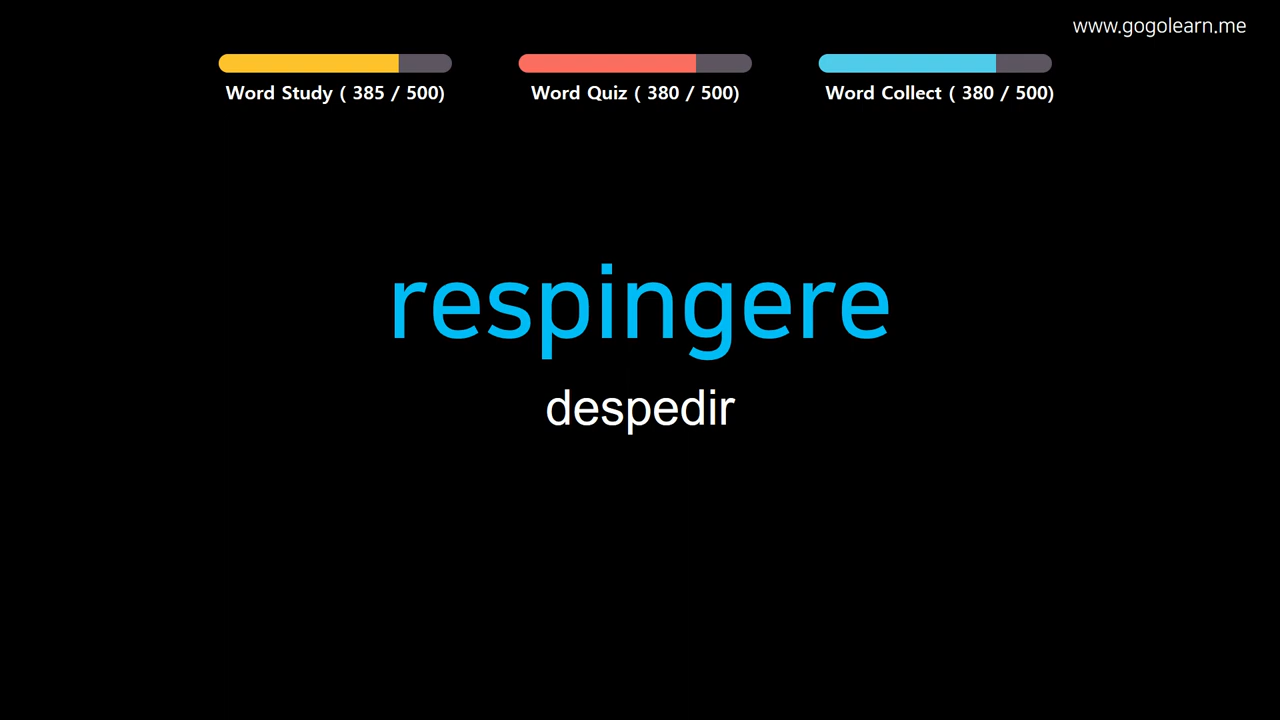 www.gogolearn.me
Word Study ( 385 / 500)
Word Quiz ( 380 / 500)
Word Collect ( 380 / 500)
respingere
despedir